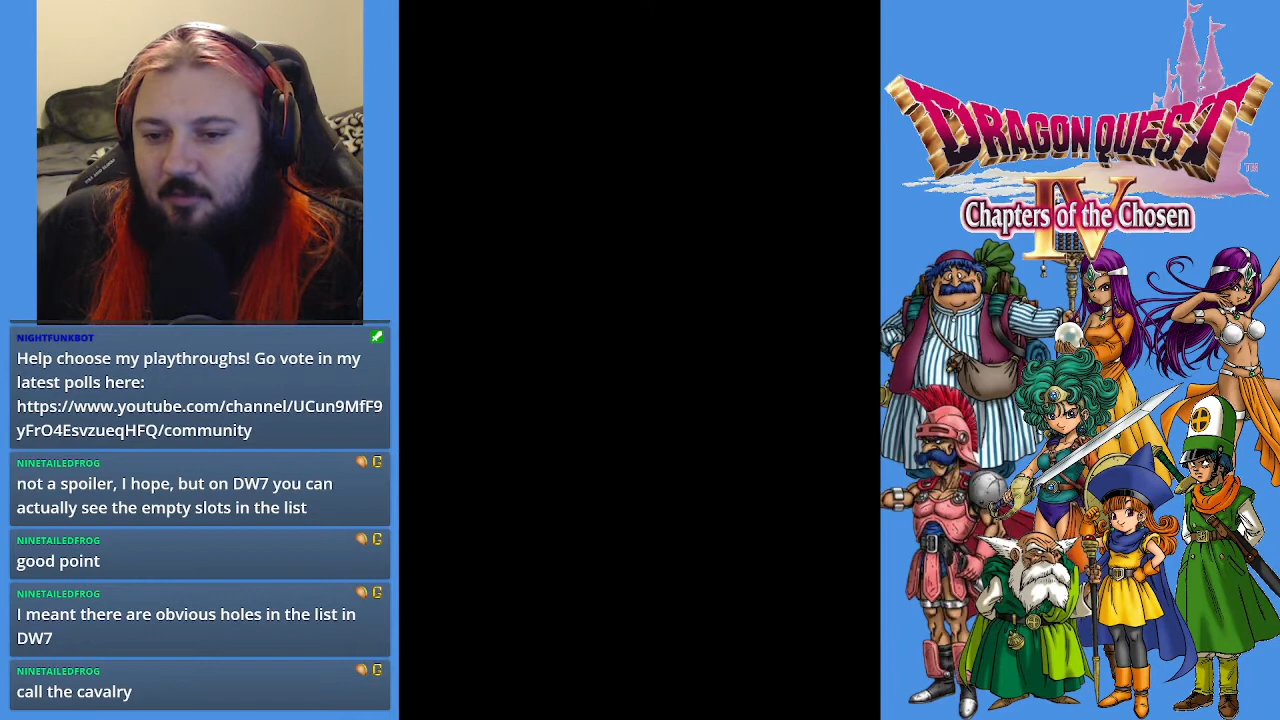 NIGHTFUNKBOT
Help choose my playthroughs! Go vote in my
latest polls here:
https://www.youtube.com/channel/UCun9MfF9
yFrO4EsvzueqHFQ/community
NINETAILEDFROG
not a spoiler, I hope, but on DW7 you can
actually see the empty slots in the list
NINETAILEDFROG
good point
NINETAILEDFROG
I meant there are obvious holes in the list in
DW7
NINETAILEDFROG
call the cavalry
DRAGON QUEST
TM
IV
Chapters of the Chosen